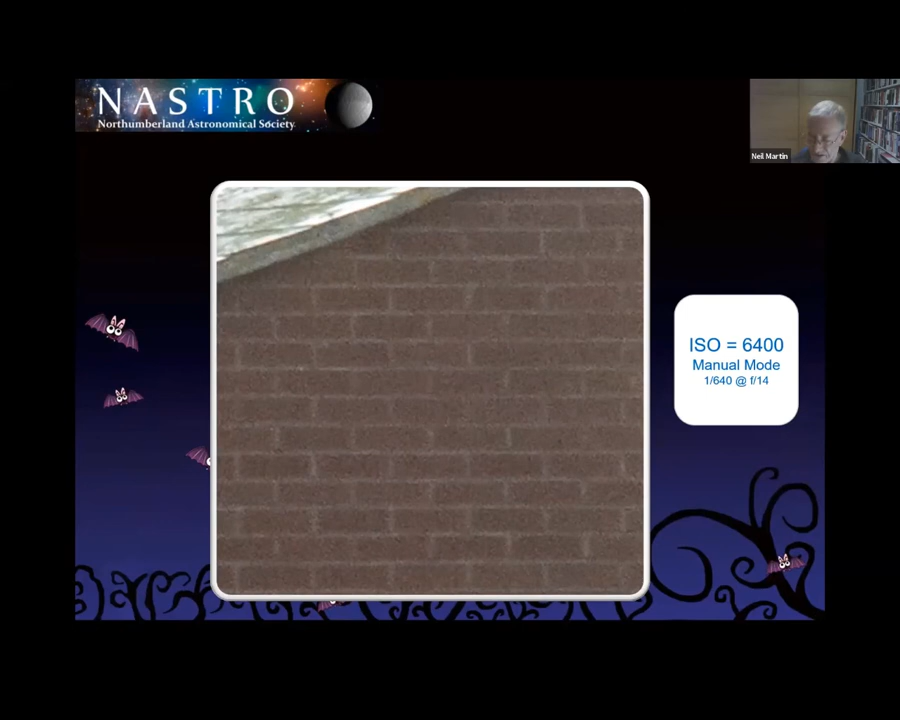 NASTRO
Northumberland Astronomical Society
Neil Martin
ISO = 6400
Manual Mode
1/640 @ f/14